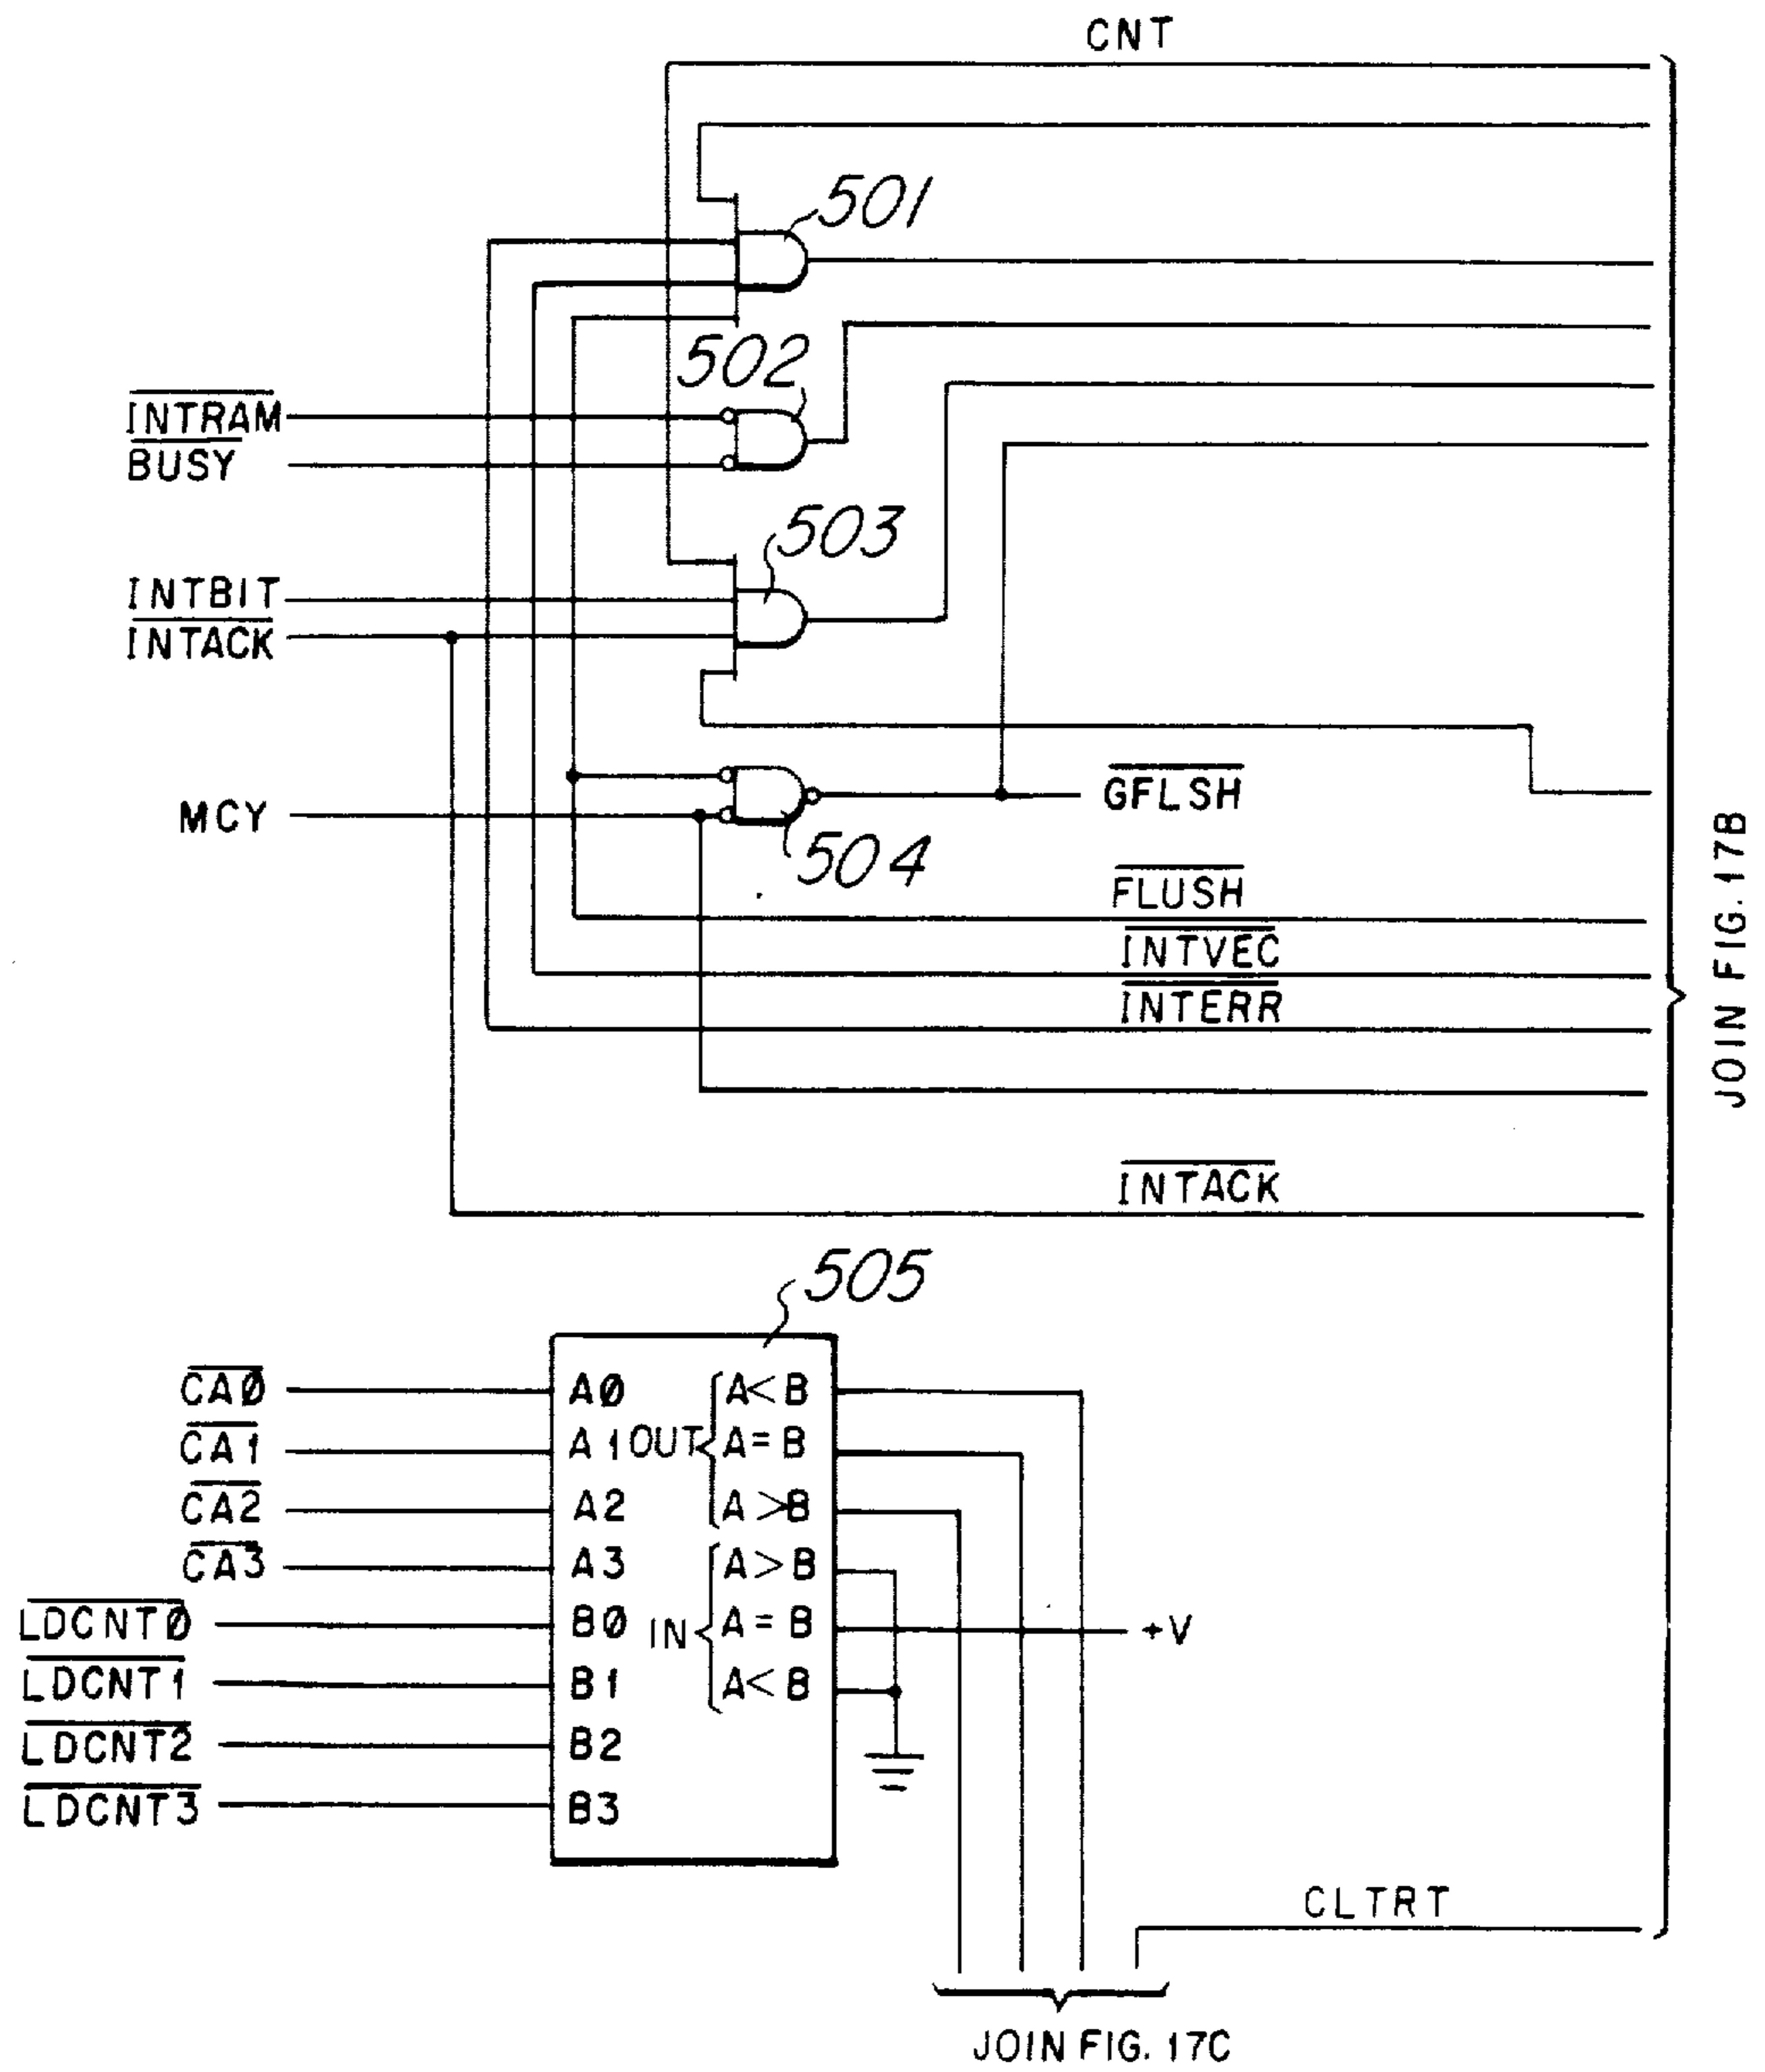 CNT
501
502
INTRAM
BUSY
503
INTBIT
INTACK
GFLSH
MCY
504
FLUSH
INTVEC
INTERR
INTACK
JOIN FIG. 17B
505
CAØ AØ A<B
CA1 A1 OUT A=B
CA2 A2 A>B
CA3 A3 A>B
LDCNTØ BØ IN A=B +V
LDCNT1 B1 A<B
LDCNT2 B2
LDCNT3 B3
CLTRT
JOIN FIG. 17C